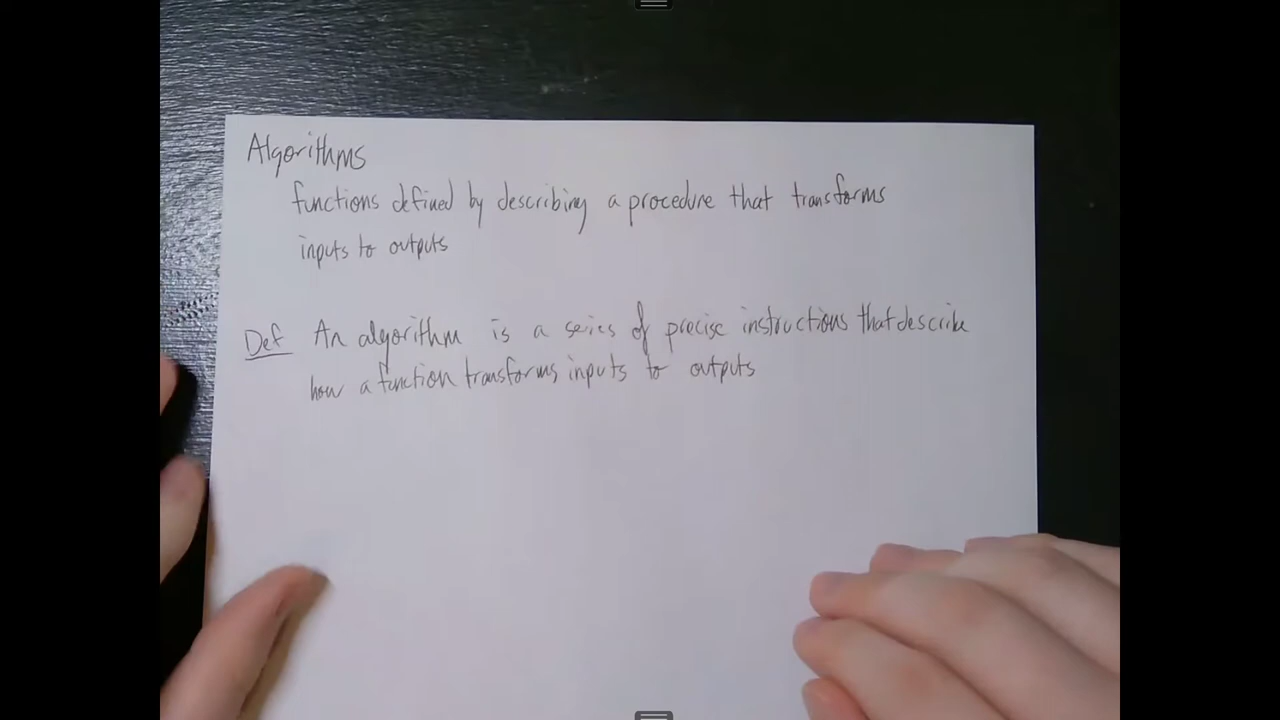 Algorithms
functions defined by describing a procedure that transforms
inputs to outputs
Def An algorithm is a series of precise instructions that describe
how a function transforms inputs to outputs